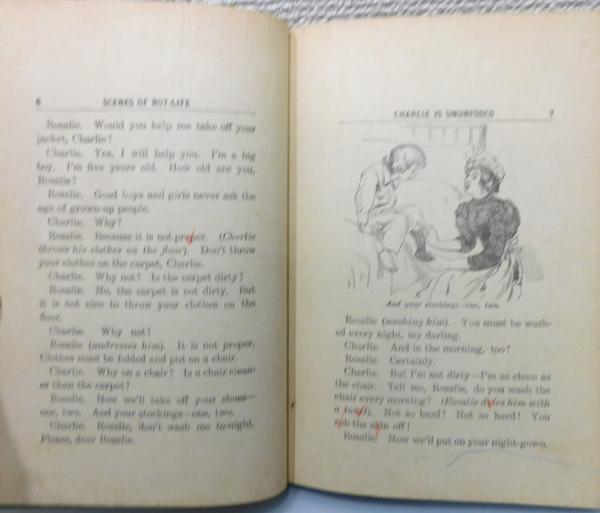 6 SCENES OF BOY-LIFE
Rosalie. Would you help me take off your
jacket, Charlie?
Charlie. Yes, I will help you. I'm a big
boy. I'm five years old. How old are you,
Rosalie?
Rosalie. Good boys and girls never ask the
age of grown-up people.
Charlie. Why?
Rosalie. Because it is not proper. (Charlie
throws his clothes on the floor). Don't throw
your clothes on the carpet, Charlie.
Charlie. Why not? Is the carpet dirty?
Rosalie. No, the carpet is not dirty. But
it is not nice to throw your clothes on the
floor.
Charlie. Why not?
Rosalie (undresses him). It is not proper.
Clothes must be folded and put on a chair.
Charlie. Why on a chair? Is a chair clean-
er than the carpet?
Rosalie. Now we'll take off your shoes—
one, two. And your stockings—one, two.
Charlie. Rosalie, don't wash me to-night.
Please, dear Rosalie.
CHARLIE IS UNDRESSED 7
And your stockings—one, two.
Rosalie (washing him). You must be wash-
ed every night, my darling.
Charlie. And in the morning, too?
Rosalie. Certainly.
Charlie. But I'm not dirty—I'm as clean as
the chair. Tell me, Rosalie, do you wash the
chair every morning? (Rosalie dries him with
a towel). Not so hard! Not so hard! You
rub the skin off!
Rosalie. Now we'll put on your night-gown.